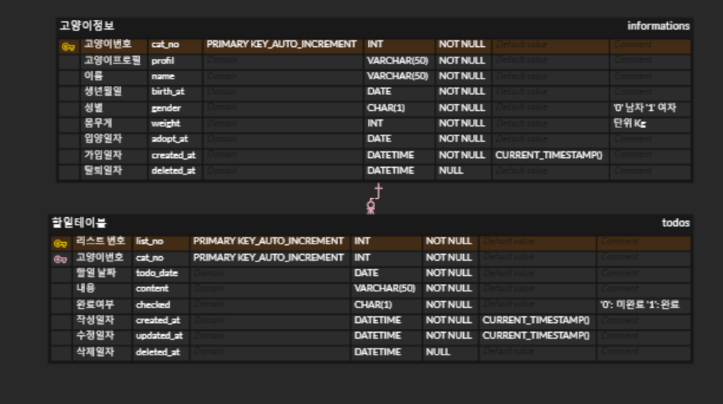 고양이정보 informations
고양이번호 cat_no PRIMARY KEY_AUTO_INCREMENT INT NOT NULL Default value Comment
고양이프로필 profil Domain VARCHAR(50) NOT NULL Default value Comment
이름 name Domain VARCHAR(50) NOT NULL Default value Comment
생년월일 birth_at Domain DATE NOT NULL Default value Comment
성별 gender Domain CHAR(1) NOT NULL Default value '0' 남자 '1' 여자
몸무게 weight Domain INT NOT NULL Default value 단위 Kg
입양일자 adopt_at Domain DATE NOT NULL Default value Comment
가입일자 created_at Domain DATETIME NOT NULL CURRENT_TIMESTAMP() Comment
탈퇴일자 deleted_at Domain DATETIME NULL Default value Comment
할일테이블 todos
리스트 번호 list_no PRIMARY KEY_AUTO_INCREMENT INT NOT NULL Default value Comment
고양이번호 cat_no PRIMARY KEY_AUTO_INCREMENT INT NOT NULL Default value Comment
할일 날짜 todo_date Domain DATE NOT NULL Default value Comment
내용 content Domain VARCHAR(50) NOT NULL Default value Comment
완료여부 checked Domain CHAR(1) NOT NULL Default value '0': 미완료 '1': 완료
작성일자 created_at Domain DATETIME NOT NULL CURRENT_TIMESTAMP() Comment
수정일자 updated_at Domain DATETIME NOT NULL CURRENT_TIMESTAMP() Comment
삭제일자 deleted_at Domain DATETIME NULL Default value Comment